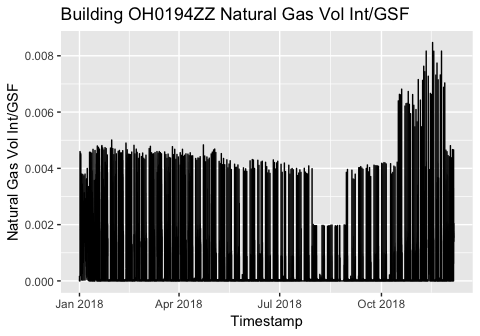 Building OH0194ZZ Natural Gas Vol Int/GSF
Natural Gas Vol Int/GSF
0.008
0.006
0.004
0.002
0.000
Jan 2018 Apr 2018 Jul 2018 Oct 2018
Timestamp